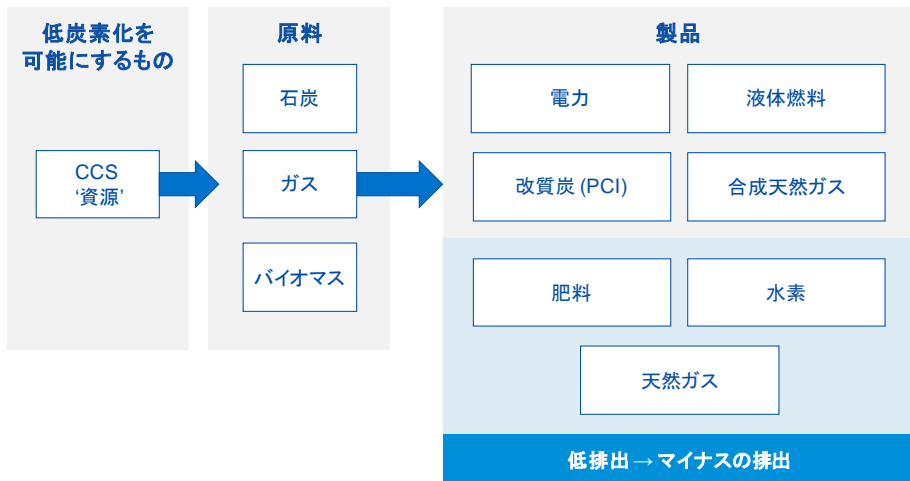 低炭素化を
可能にするもの
CCS
‘資源’
原料
石炭
ガス
バイオマス
製品
電力
液体燃料
改質炭 (PCI)
合成天然ガス
肥料
水素
天然ガス
低排出 → マイナスの排出